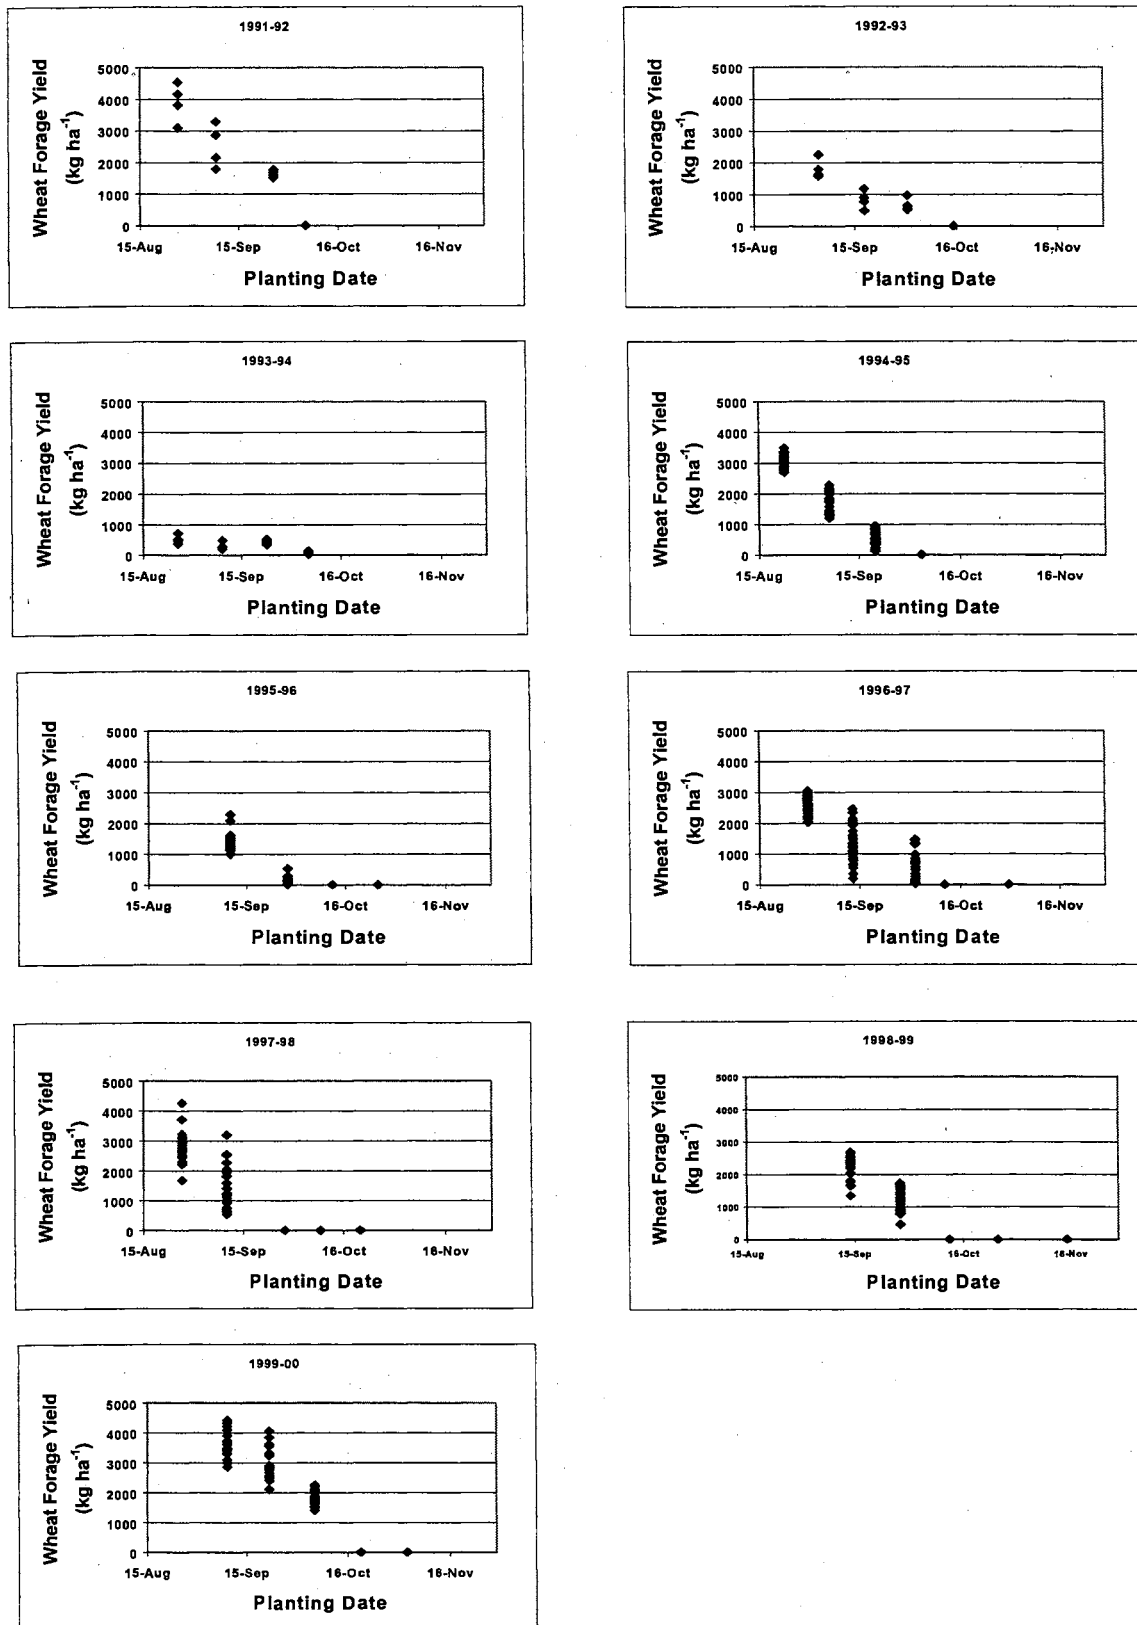 1991-92
Wheat Forage Yield
(kg ha⁻¹)
5000
4000
3000
2000
1000
0
15-Aug 15-Sep 16-Oct 16-Nov
Planting Date
1992-93
Wheat Forage Yield
(kg ha⁻¹)
5000
4000
3000
2000
1000
0
15-Aug 15-Sep 16-Oct 16-Nov
Planting Date
1993-94
Wheat Forage Yield
(kg ha⁻¹)
5000
4000
3000
2000
1000
0
15-Aug 15-Sep 16-Oct 16-Nov
Planting Date
1994-95
Wheat Forage Yield
(kg ha⁻¹)
5000
4000
3000
2000
1000
0
15-Aug 15-Sep 16-Oct 16-Nov
Planting Date
1995-96
Wheat Forage Yield
(kg ha⁻¹)
5000
4000
3000
2000
1000
0
15-Aug 15-Sep 16-Oct 16-Nov
Planting Date
1996-97
Wheat Forage Yield
(kg ha⁻¹)
5000
4000
3000
2000
1000
0
15-Aug 15-Sep 16-Oct 16-Nov
Planting Date
1997-98
Wheat Forage Yield
(kg ha⁻¹)
5000
4000
3000
2000
1000
0
15-Aug 15-Sep 16-Oct 16-Nov
Planting Date
1998-99
Wheat Forage Yield
(kg ha⁻¹)
5000
4000
3000
2000
1000
0
15-Aug 15-Sep 16-Oct 16-Nov
Planting Date
1999-00
Wheat Forage Yield
(kg ha⁻¹)
5000
4000
3000
2000
1000
0
15-Aug 15-Sep 16-Oct 16-Nov
Planting Date